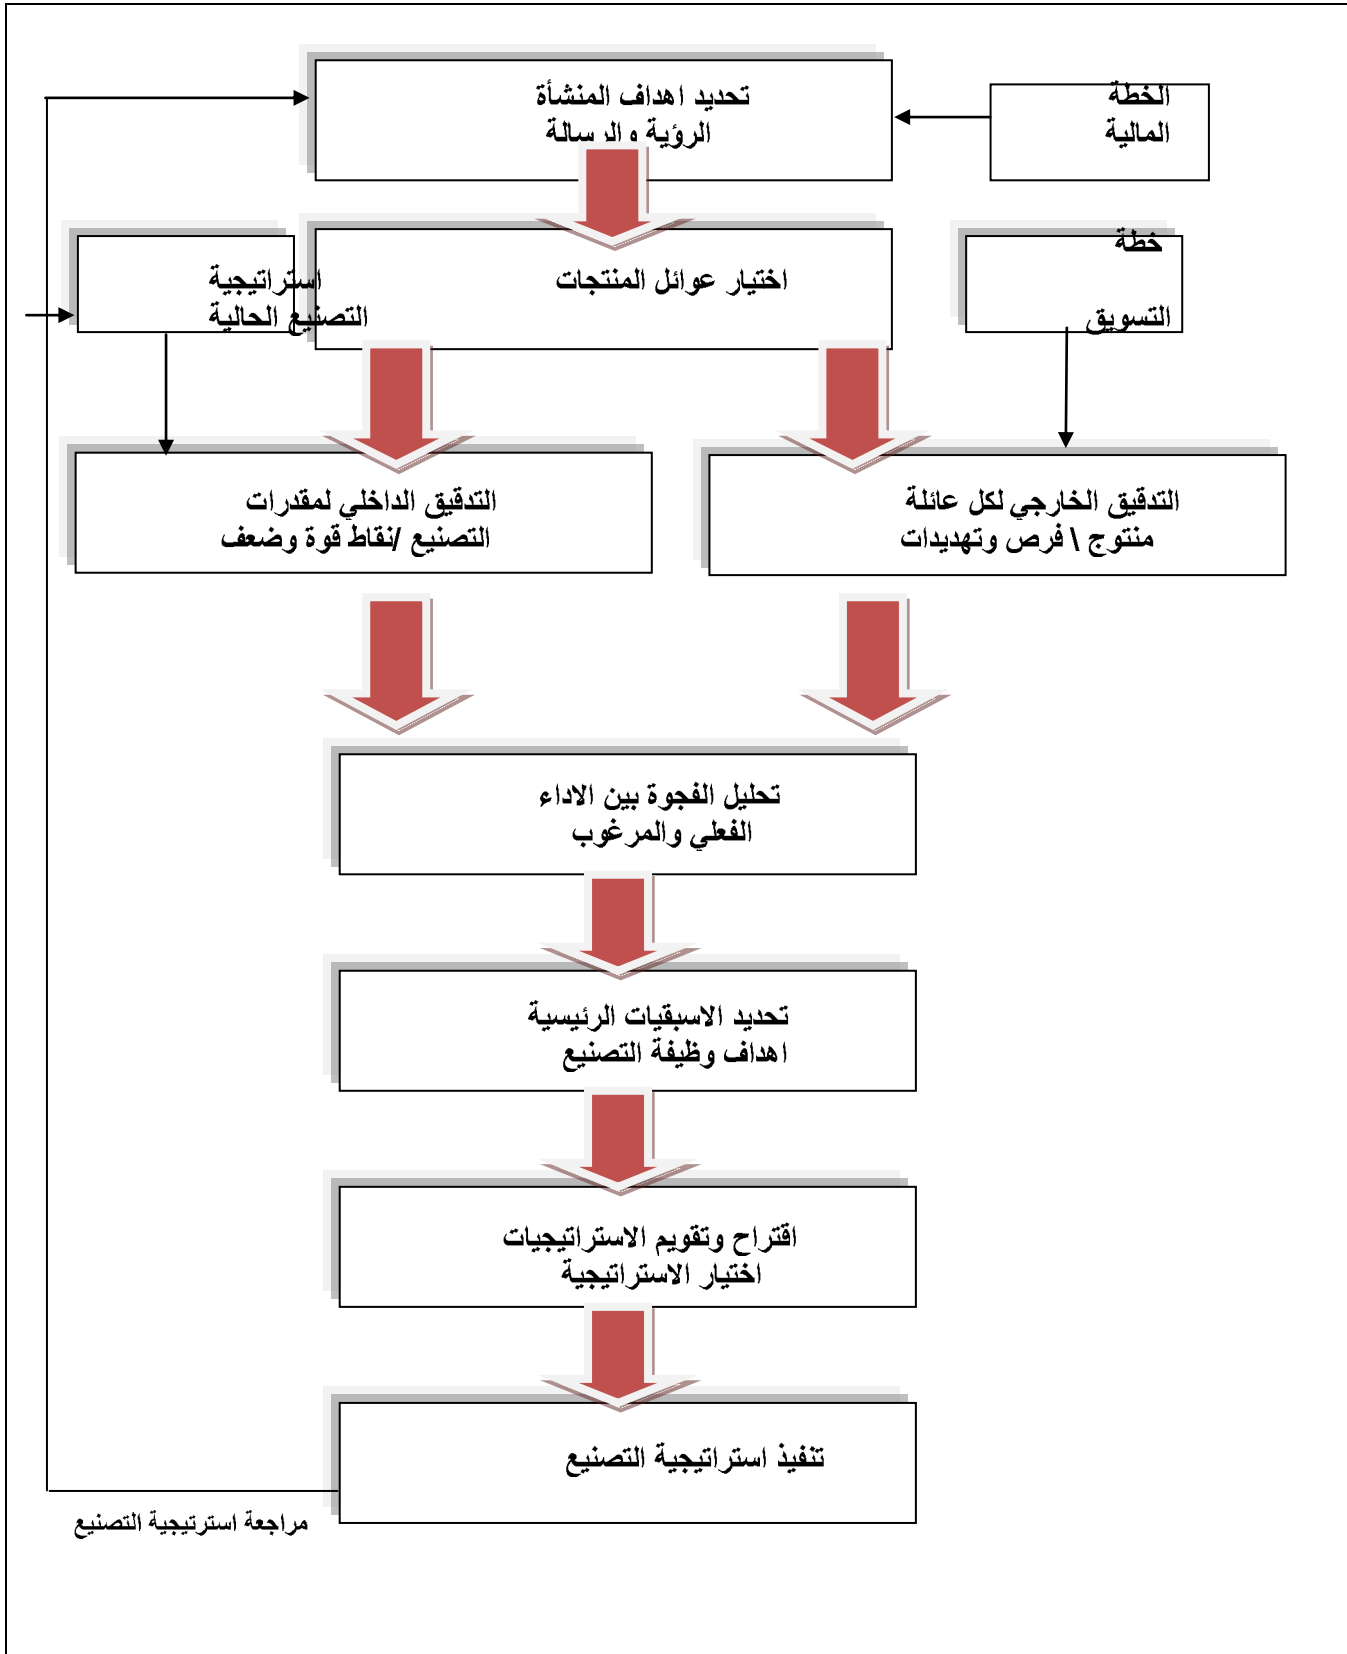 تحديد اهداف المنشأة
الرؤية والرسالة
الخطة
المالية
اختيار عوائل المنتجات
استراتيجية
التصنيع الحالية
خطة
التسويق
التدقيق الخارجي لكل عائلة
منتوج \ فرص وتهديدات
التدقيق الداخلي لمقدرات
التصنيع /نقاط قوة وضعف
تحليل الفجوة بين الاداء
الفعلي والمرغوب
تحديد الاسبقيات الرئيسية
اهداف وظيفة التصنيع
اقتراح وتقويم الاستراتيجيات
اختيار الاستراتيجية
تنفيذ استراتيجية التصنيع
مراجعة استرتيجية التصنيع